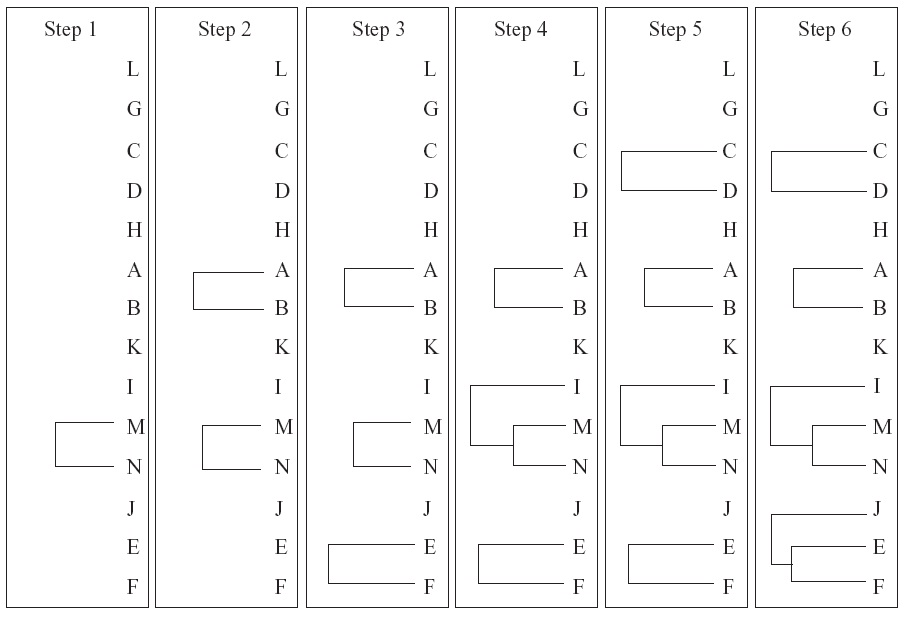 Step 1 Step 2 Step 3 Step 4 Step 5 Step 6
L L L L L L
G G G G G G
C C C C C C
D D D D D D
H H H H H H
A A A A A A
B B B B B B
K K K K K K
I I I I I I
M M M M M M
N N N N N N
J J J J J J
E E E E E E
F F F F F F